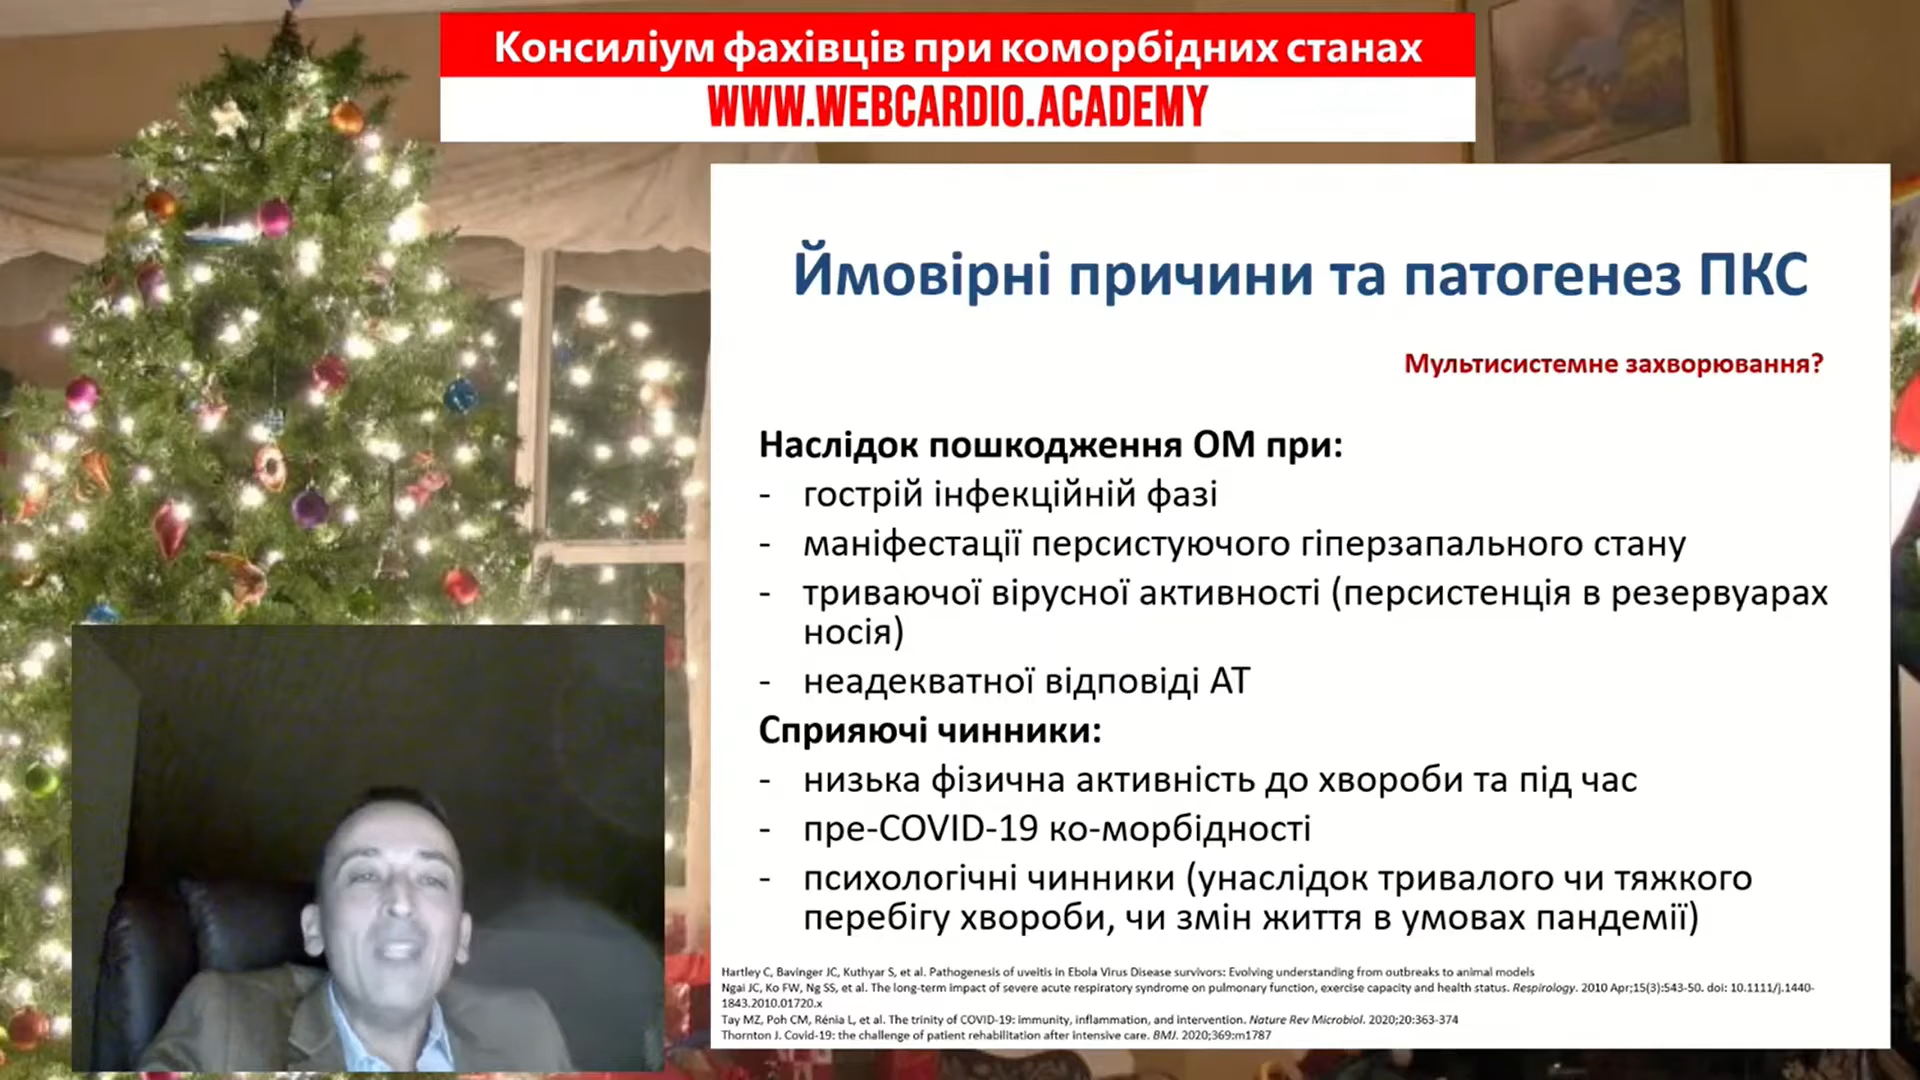 Консиліум фахівців при коморбідних станах
WWW.WEBCARDIO.ACADEMY
Ймовірні причини та патогенез ПКС
Мультисистемне захворювання?
Наслідок пошкодження ОМ при:
- гострій інфекційній фазі
- маніфестації персистуючого гіперзапального стану
- триваючої вірусної активності (персистенція в резервуарах
носія)
- неадекватної відповіді АТ
Сприяючі чинники:
- низька фізична активність до хвороби та під час
- пре-COVID-19 ко-морбідності
- психологічні чинники (унаслідок тривалого чи тяжкого
перебігу хвороби, чи змін життя в умовах пандемії)
Hartley C, Bavinger JC, Kuthyar S, et al. Pathogenesis of uveitis in Ebola Virus Disease survivors: Evolving understanding from outbreaks to animal models
Ngai JC, Ko FW, Ng SS, et al. The long-term impact of severe acute respiratory syndrome on pulmonary function, exercise capacity and health status. Respirology. 2010 Apr;15(3):543-50. doi: 10.1111/j.1440-
1843.2010.01720.x
Tay MZ, Poh CM, Rénia L, et al. The trinity of COVID-19: immunity, inflammation, and intervention. Nature Rev Microbiol. 2020;20:363-374
Thornton J. Covid-19: the challenge of patient rehabilitation after intensive care. BMJ. 2020;369:m1787